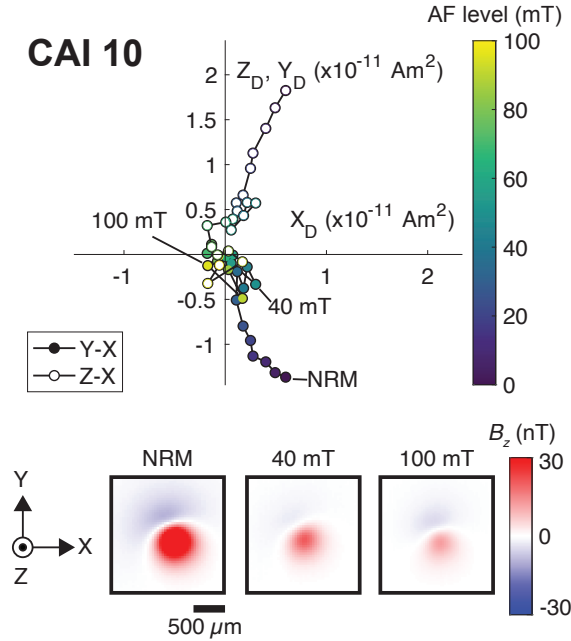 AF level (mT)
CAI 10
Z_D, Y_D (x10^-11 Am^2)
2
1.5
1
0.5
-0.5
-1
X_D (x10^-11 Am^2)
-1
1
2
100 mT
40 mT
NRM
Y-X
Z-X
100
80
60
40
20
0
B_z (nT)
NRM
40 mT
100 mT
30
0
-30
Y
X
Z
500 μm